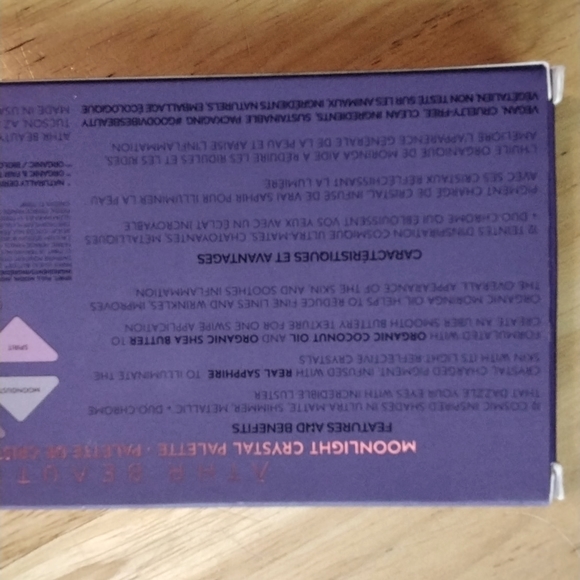 ATHR BEAUT
MOONLIGHT CRYSTAL PALETTE · PALETTE DE CRIST
FEATURES AND BENEFITS
12 COSMIC INSPIRED SHADES IN ULTRA MATTE, SHIMMER, METALLIC + DUO-CHROME
THAT DAZZLE YOUR EYES WITH INCREDIBLE LUSTER
CRYSTAL CHARGED PIGMENT INFUSED WITH REAL SAPPHIRE TO ILLUMINATE THE
SKIN WITH ITS LIGHT REFLECTIVE CRYSTALS
FORMULATED WITH ORGANIC COCONUT OIL AND ORGANIC SHEA BUTTER TO
CREATE AN UBER SMOOTH BUTTERY TEXTURE FOR ONE SWIPE APPLICATION
ORGANIC MORINGA OIL HELPS TO REDUCE FINE LINES AND WRINKLES, IMPROVES
THE OVERALL APPEARANCE OF THE SKIN AND SOOTHES INFLAMMATION
CARACTÉRISTIQUES ET AVANTAGES
12 TEINTES D'INSPIRATION COSMIQUE ULTRA-MATES, CHATOYANTES, MÉTALLIQUES
+ DUO-CHROME QUI ÉBLOUISSENT VOS YEUX AVEC UN ÉCLAT INCROYABLE
PIGMENT CHARGÉ DE CRISTAL INFUSÉ DE VRAI SAPHIR POUR ILLUMINER LA PEAU
AVEC SES CRISTAUX RÉFLÉCHISSANT LA LUMIÈRE
L'HUILE ORGANIQUE DE MORINGA AIDE À RÉDUIRE LES RIDULES ET LES RIDES,
AMÉLIORE L'APPARENCE GÉNÉRALE DE LA PEAU ET APAISE L'INFLAMMATION
VEGAN, CRUELTY-FREE, CLEAN INGREDIENTS, SUSTAINABLE PACKAGING #GOODVIBESBEAUTY
VÉGÉTALIEN, NON TESTÉ SUR LES ANIMAUX, INGRÉDIENTS NATURELS, EMBALLAGE ÉCOLOGIQUE
MOONDUST
SPIRIT
* NATURALLY DERI
ATHR BEAUTY
TUCSON, AZ
MADE IN USA